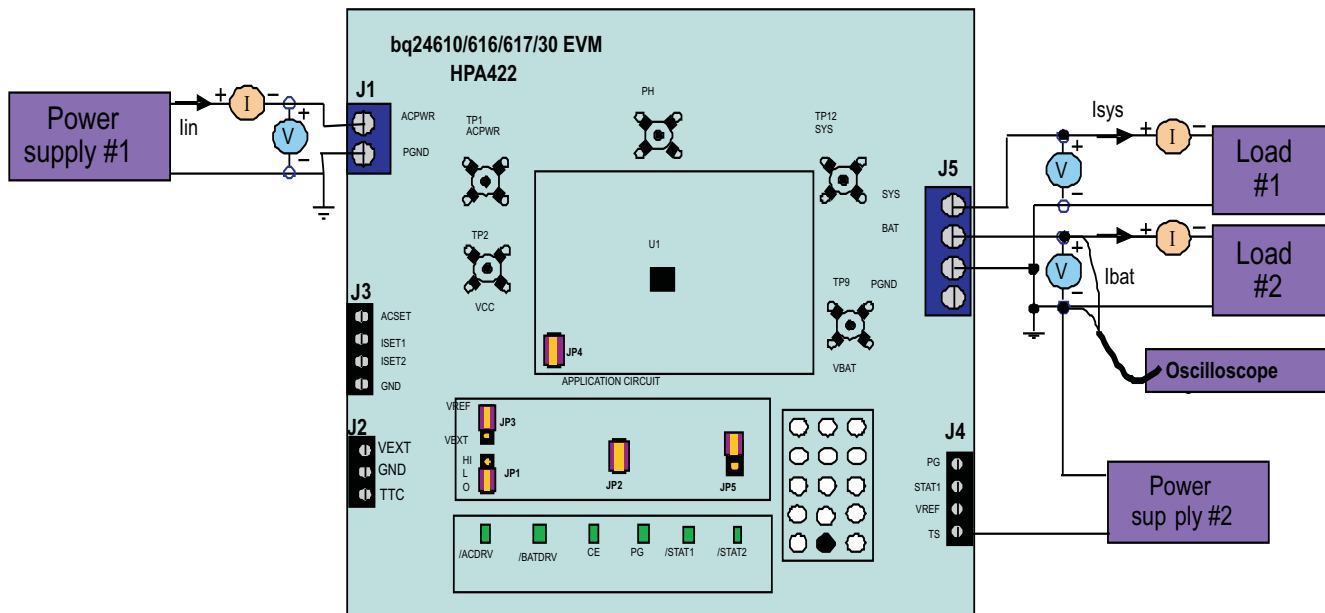 bq24610/616/617/30 EVM
HPA422
Power
supply #1
Iin
+
I
−
+
V
−
J1
ACPWR
PGND
TP1
ACPWR
PH
TP12
SYS
TP2
VCC
U1
TP9
PGND
VBAT
JP4
APPLICATION CIRCUIT
J5
SYS
BAT
Isys
+
I
−
+
V
−
Load
#1
+
I
−
Ibat
+
V
−
Load
#2
Oscilloscope
J3
ACSET
ISET1
ISET2
GND
J2
VEXT
GND
TTC
VREF
JP3
VEXT
HI
L
O
JP1
JP2
JP5
/ACDRV
/BATDRV
CE
PG
/STAT1
/STAT2
J4
PG
STAT1
VREF
TS
Power
sup ply #2